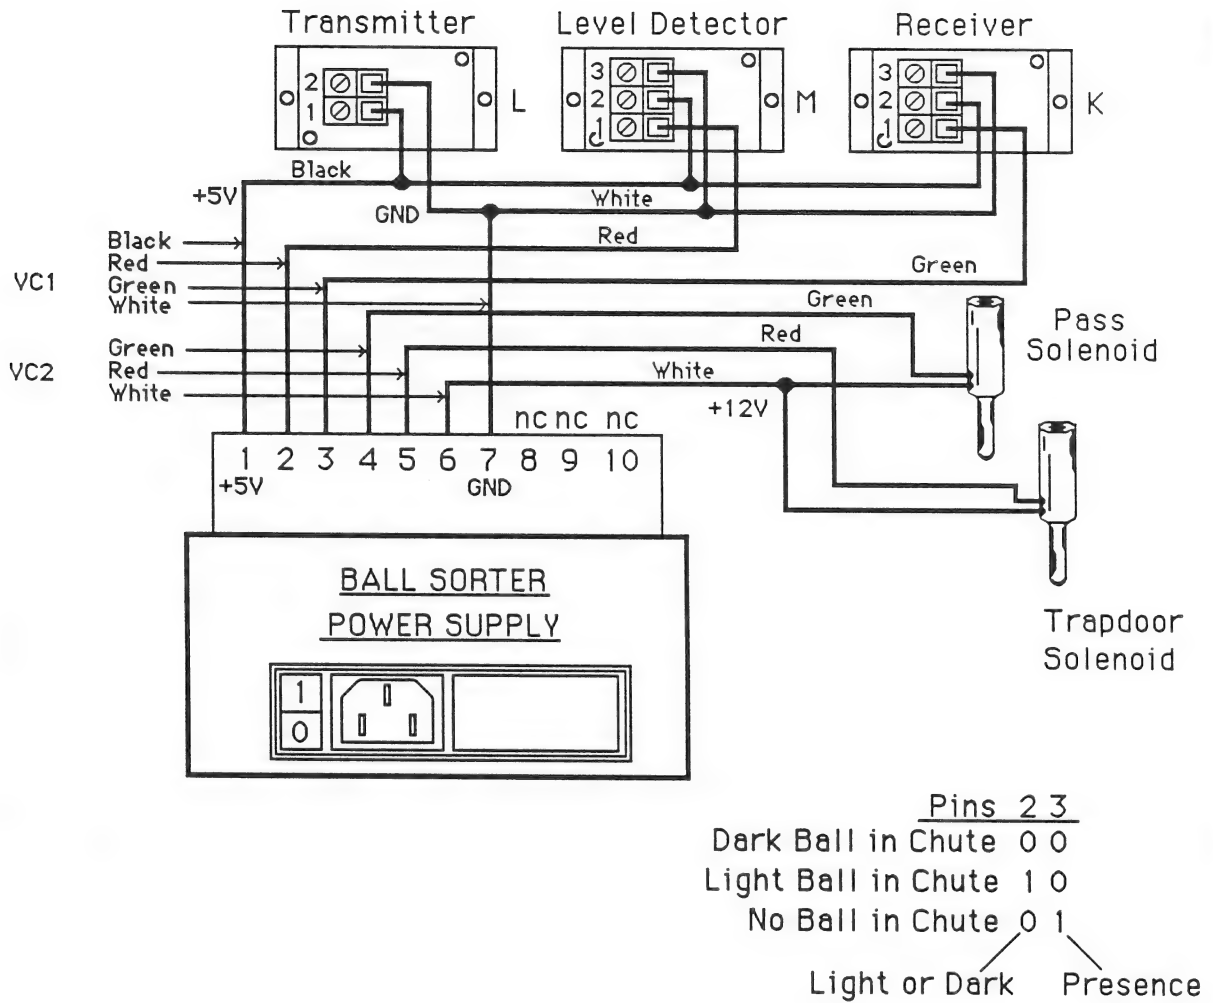 Transmitter
Level Detector
Receiver
2
1
L
3
2
1
M
3
2
1
K
Black
+5V
White
GND
Red
Black
Red
Green
White
VC1
Green
Green
Pass
Solenoid
Red
Green
Red
White
VC2
White
+12V
nc nc nc
1 2 3 4 5 6 7 8 9 10
+5V
GND
BALL SORTER
POWER SUPPLY
1
0
Trapdoor
Solenoid
Pins 2 3
Dark Ball in Chute 0 0
Light Ball in Chute 1 0
No Ball in Chute 0 1
Light or Dark Presence